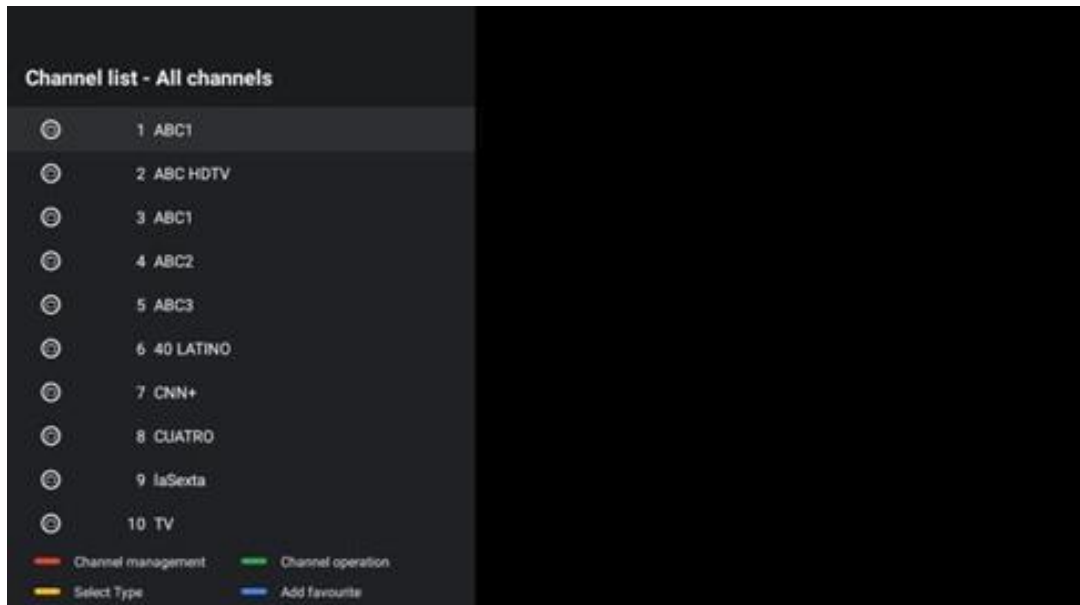 Channel list - All channels
1 ABC1
2 ABC HDTV
3 ABC1
4 ABC2
5 ABC3
6 40 LATINO
7 CNN+
8 CUATRO
9 laSexta
10 TV
Channel management Channel operation
Select Type Add favourite